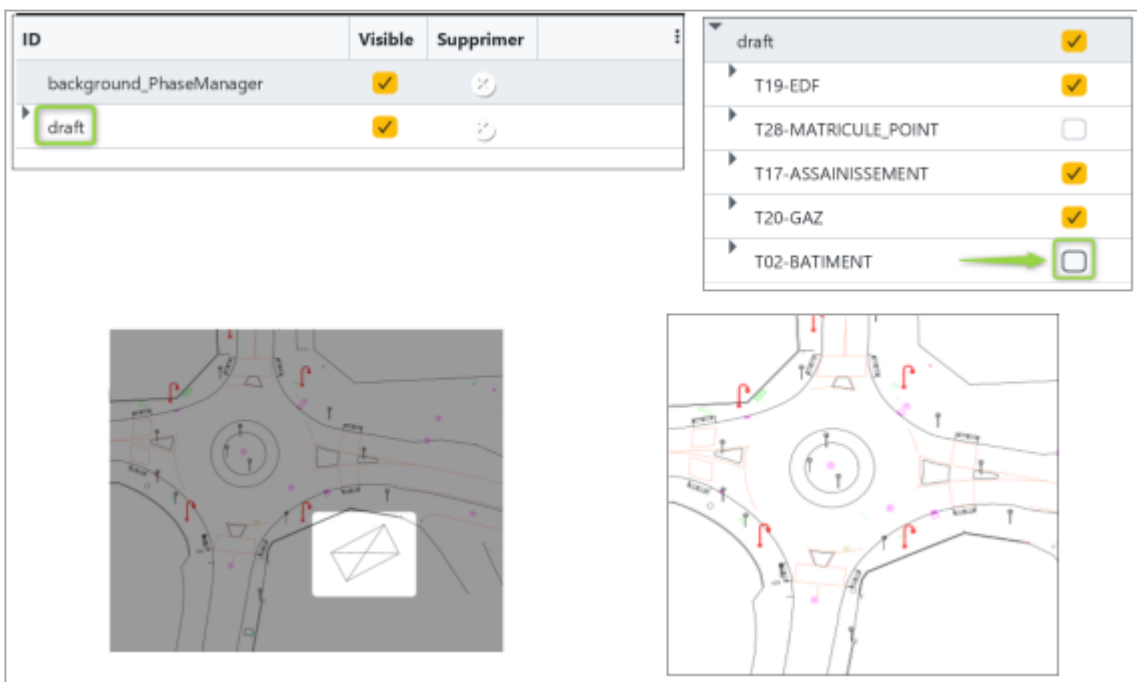 ID Visible Supprimer
background_PhaseManager
draft
draft
T19-EDF
T28-MATRICULE_POINT
T17-ASSAINISSEMENT
T20-GAZ
T02-BATIMENT